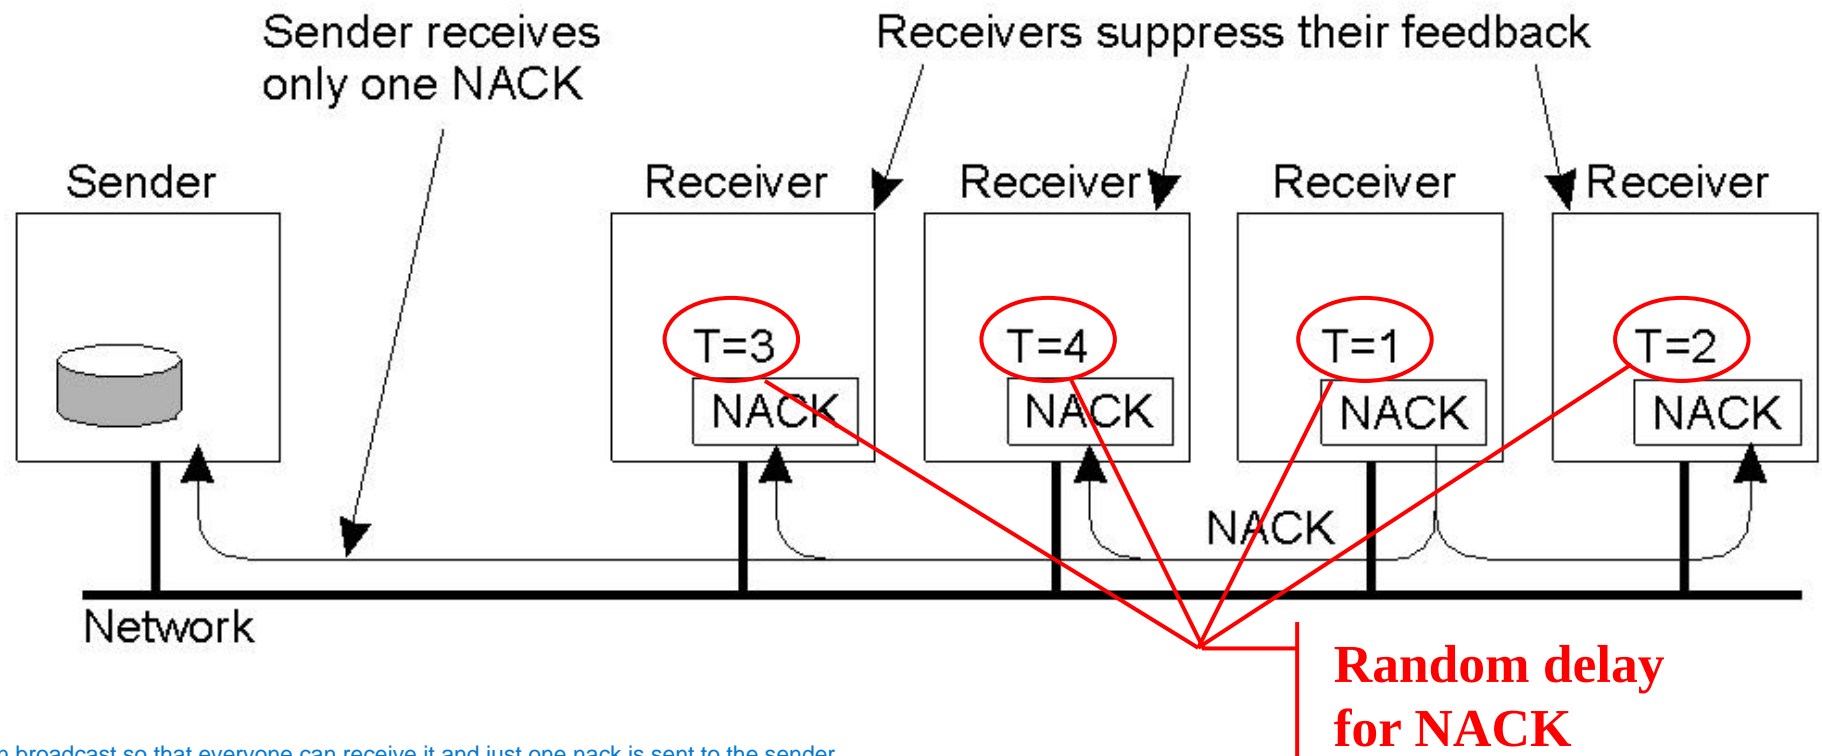 Sender receives
only one NACK
Receivers suppress their feedback
Sender
Receiver
Receiver
Receiver
Receiver
T=3
T=4
T=1
T=2
NACK
NACK
NACK
NACK
NACK
Network
Random delay
for NACK
broadcast so that everyone can receive it and just one nack is sent to the sender